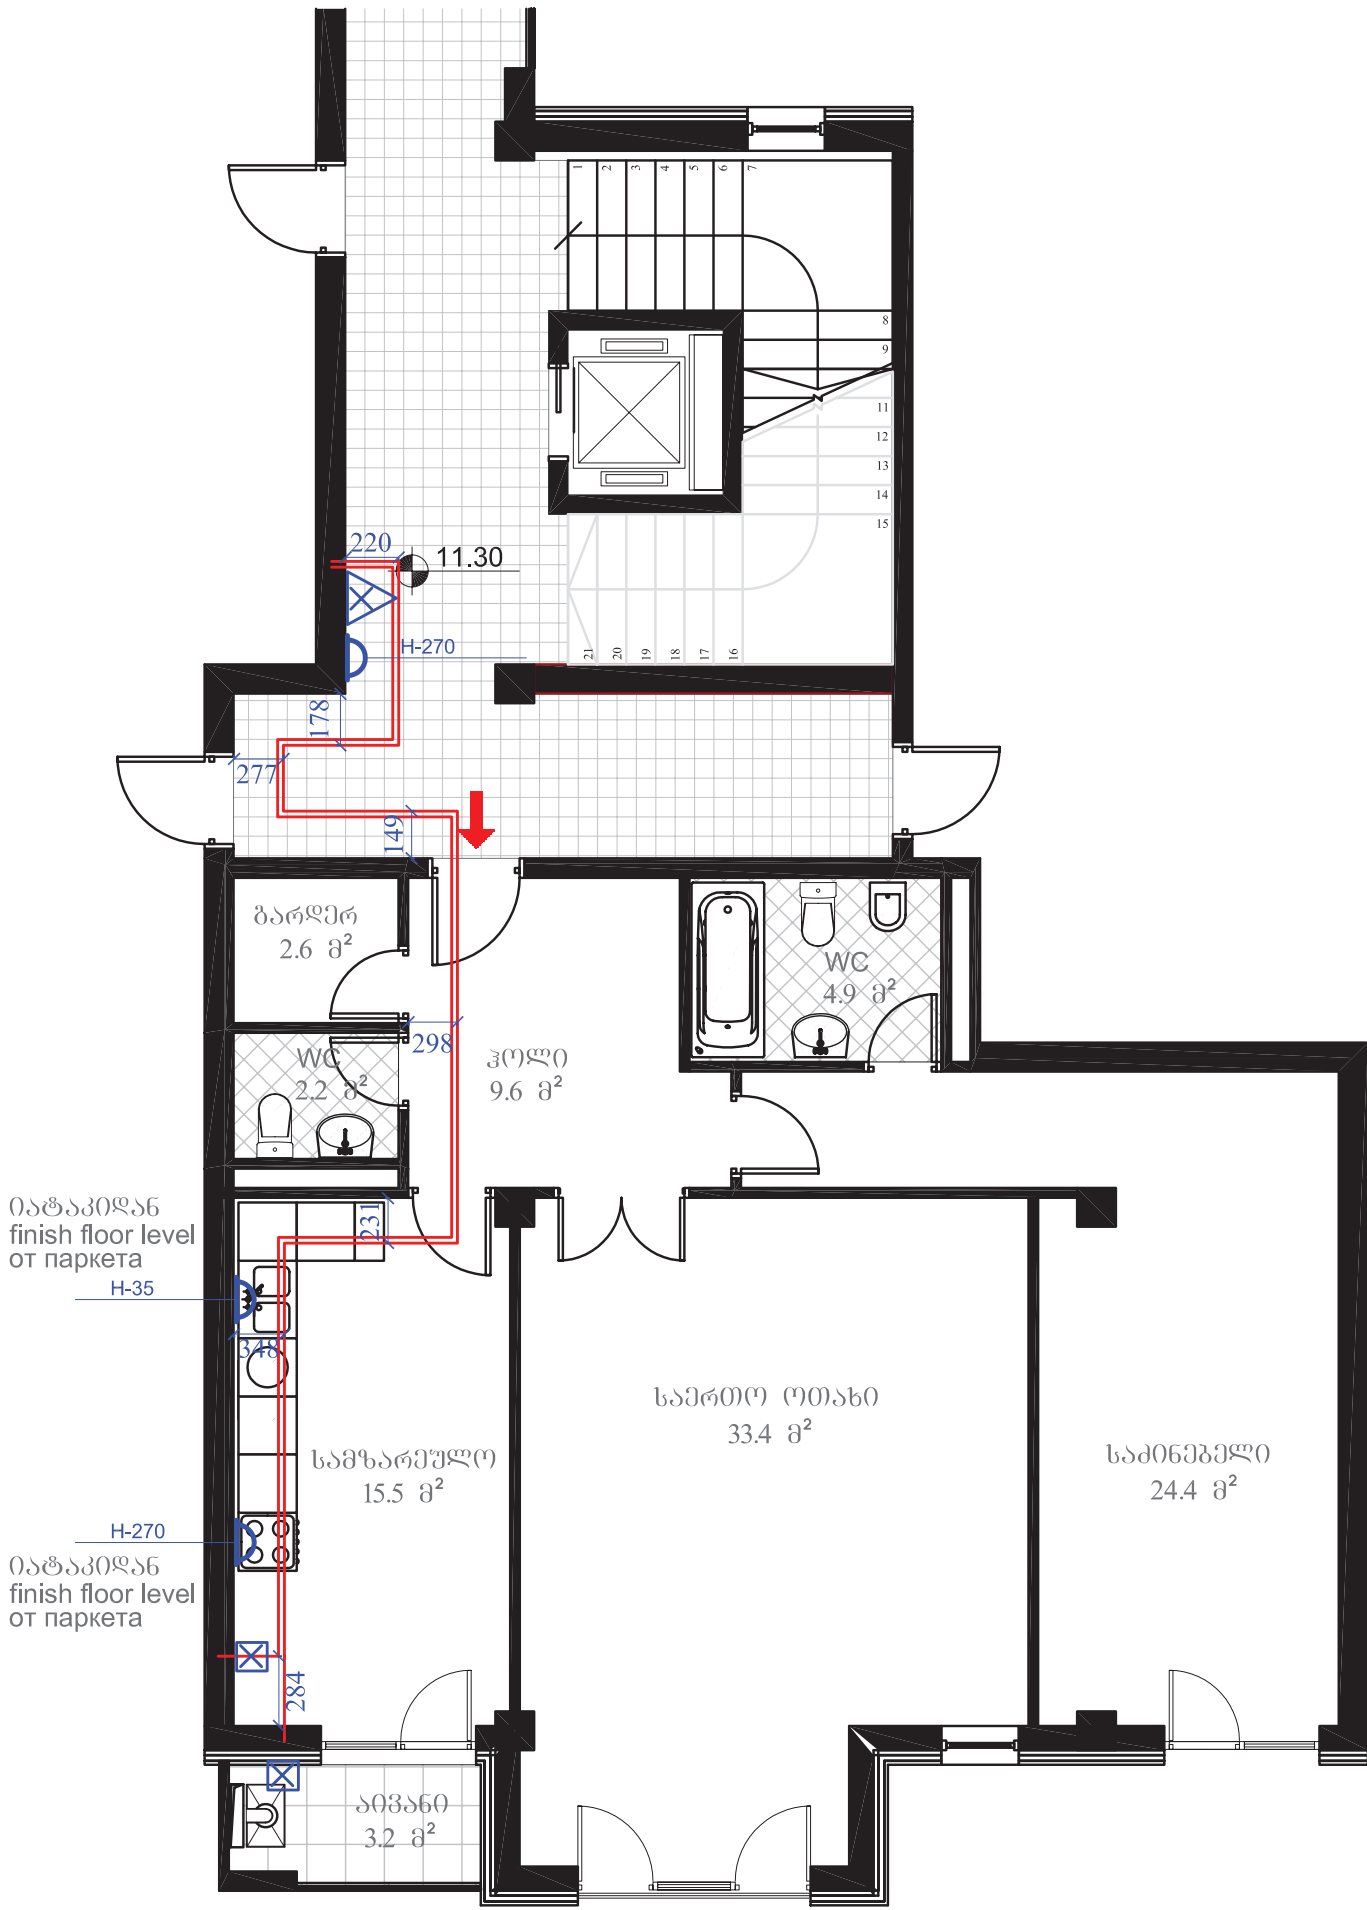 1
2
3
4
5
6
7
8
9
11
12
13
14
15
220
11.30
H-270
21
20
19
18
17
16
178
277
149
გარდერ
2.6 მ²
WC
4.9 მ²
298
WC
2.2 მ²
ჰოლი
9.6 მ²
იატაკიდან
finish floor level
от паркета
231
H-35
348
საერთო ოთახი
33.4 მ²
სამზარეულო
15.5 მ²
საძინებელი
24.4 მ²
H-270
იატაკიდან
finish floor level
от паркета
284
აივანი
3.2 მ²